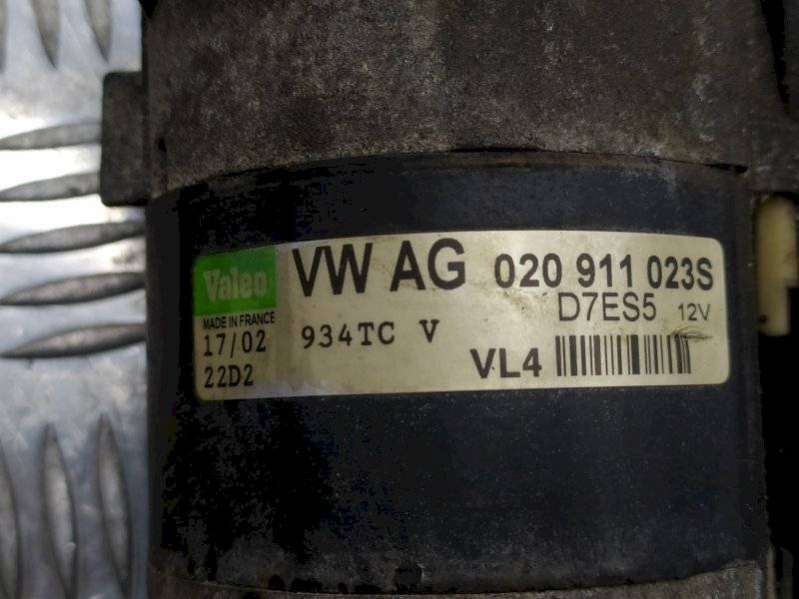 Valeo
VW AG 020 911 023S
MADE IN FRANCE
D7ES5 12V
17/02
934TC V
22D2
VL4